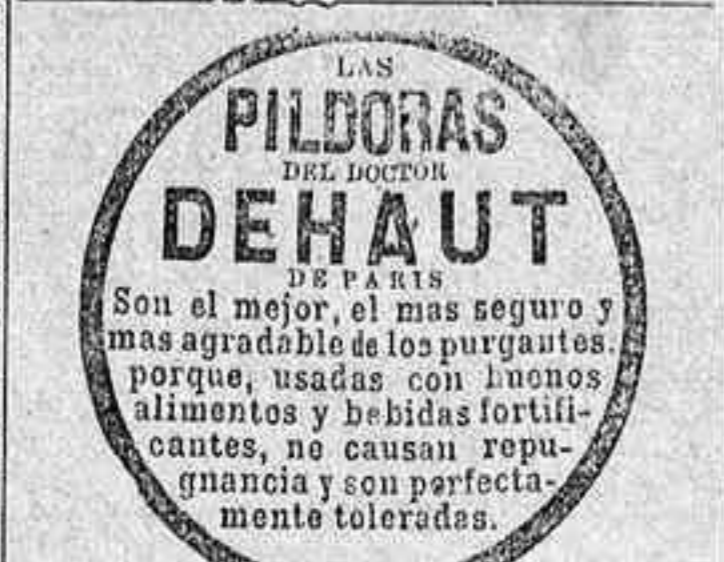 LAS
PILDORAS
DEL DOCTOR
DEHAUT
DE PARIS
Son el mejor, el mas seguro y
mas agradable de los purgantes,
porque, usadas con buenos
alimentos y bebidas fortifi-
cantes, no causan repu-
gnancia y son perfecta-
mente toleradas.